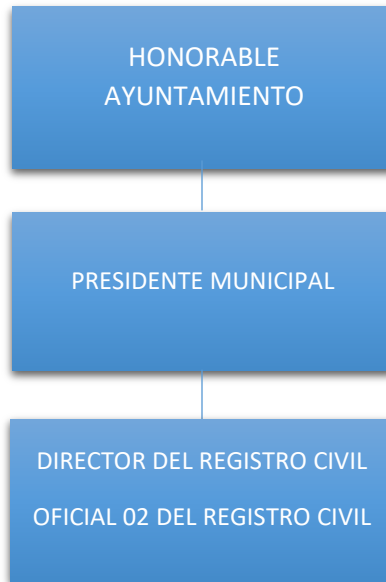 HONORABLE
AYUNTAMIENTO
PRESIDENTE MUNICIPAL
DIRECTOR DEL REGISTRO CIVIL
OFICIAL 02 DEL REGISTRO CIVIL